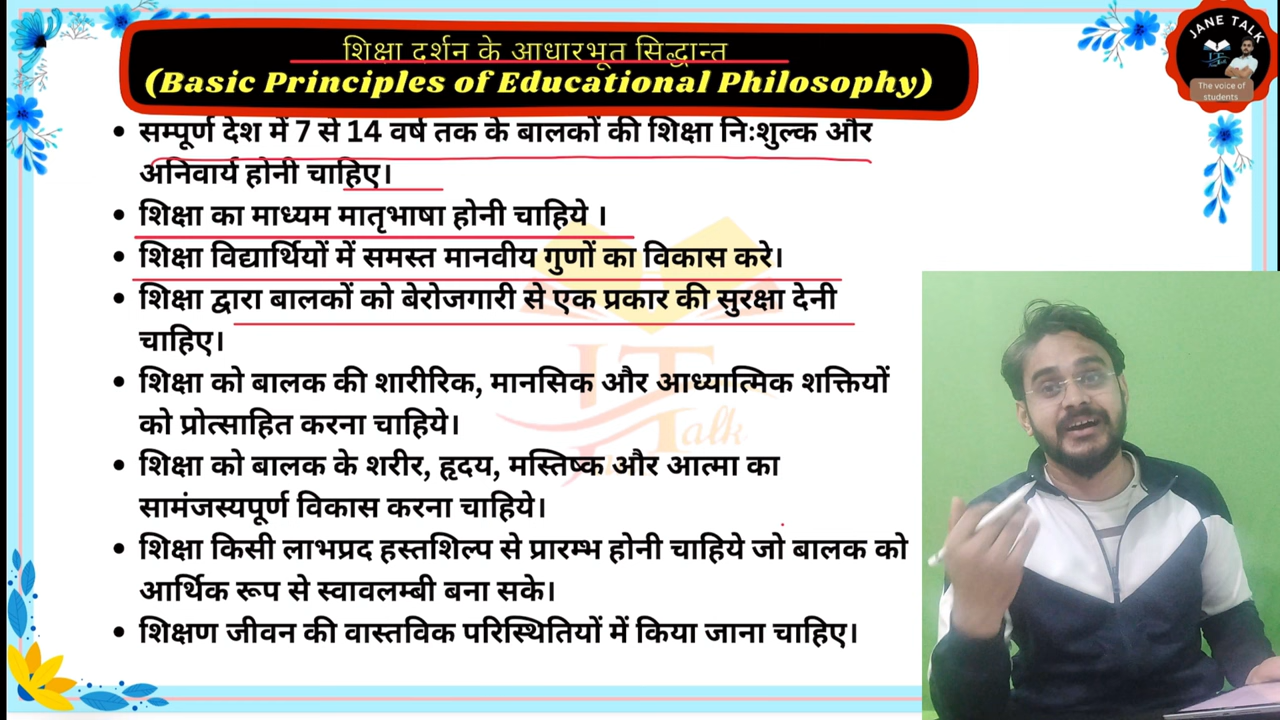 शिक्षा दर्शन के आधारभूत सिद्धान्त
(Basic Principles of Educational Philosophy)
JANE TALK
The voice of
students
• सम्पूर्ण देश में 7 से 14 वर्ष तक के बालकों की शिक्षा निःशुल्क और
अनिवार्य होनी चाहिए।
• शिक्षा का माध्यम मातृभाषा होनी चाहिये ।
• शिक्षा विद्यार्थियों में समस्त मानवीय गुणों का विकास करे।
• शिक्षा द्वारा बालकों को बेरोजगारी से एक प्रकार की सुरक्षा देनी
चाहिए।
• शिक्षा को बालक की शारीरिक, मानसिक और आध्यात्मिक शक्तियों
को प्रोत्साहित करना चाहिये।
• शिक्षा को बालक के शरीर, हृदय, मस्तिष्क और आत्मा का
सामंजस्यपूर्ण विकास करना चाहिये।
• शिक्षा किसी लाभप्रद हस्तशिल्प से प्रारम्भ होनी चाहिये जो बालक को
आर्थिक रूप से स्वावलम्बी बना सके।
• शिक्षण जीवन की वास्तविक परिस्थितियों में किया जाना चाहिए।